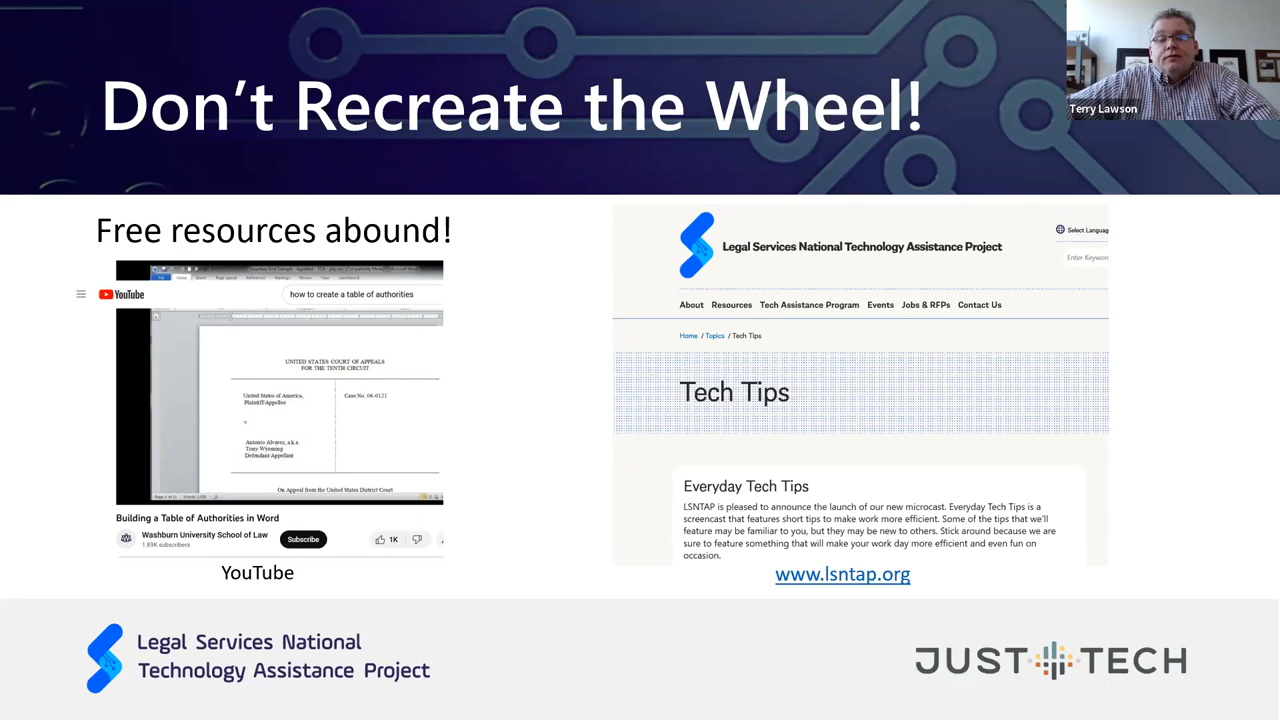 Don't Recreate the Wheel!
Terry Lawson
Free resources abound!
YouTube
how to create a table of authorities
UNITED STATES COURT OF APPEALS
FOR THE TENTH CIRCUIT
United States of America,
Plaintiff/Appellee
Case No. 06-0121
v.
Antonio Alvarez, a.k.a.
Tony Wyoming
Defendant/Appellant
On Appeal from the United States District Court
Building a Table of Authorities in Word
Washburn University School of Law
1.89K subscribers
Subscribe
1K
YouTube
Legal Services National Technology Assistance Project
Select Languag
Enter Keyword
About Resources Tech Assistance Program Events Jobs & RFPs Contact Us
Home / Topics / Tech Tips
Tech Tips
Everyday Tech Tips
LSNTAP is pleased to announce the launch of our new microcast. Everyday Tech Tips is a
screencast that features short tips to make work more efficient. Some of the tips that we'll
feature may be familiar to you, but they may be new to others. Stick around because we are
sure to feature something that will make your work day more efficient and even fun on
occasion.
www.lsntap.org
Legal Services National
Technology Assistance Project
JUST TECH